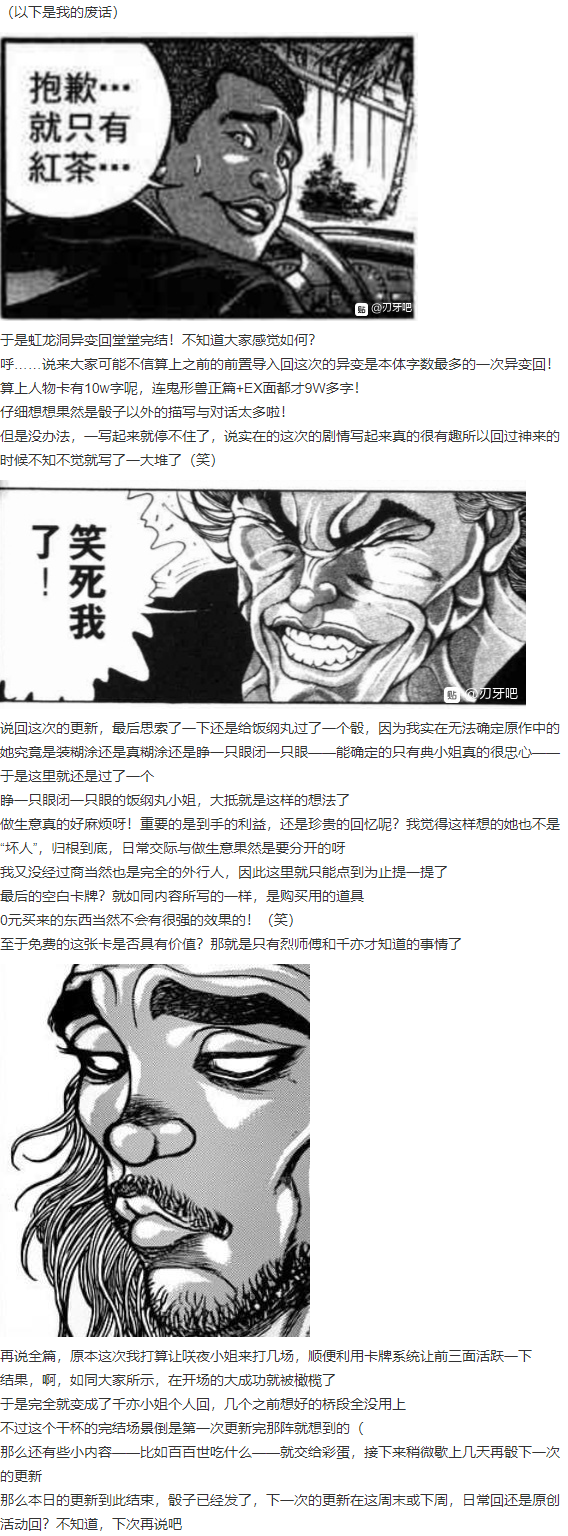 （以下是我的废话）
抱歉…
就只有
紅茶…
贴 @刃牙吧
于是虹龙洞异变回堂堂完结！不知道大家感觉如何？
呼……说来大家可能不信算上之前的前置导入回这次的异变是本体字数最多的一次异变回！
算上人物卡有10w字呢，连鬼形兽正篇+EX面都才9W多字！
仔细想想果然是骰子以外的描写与对话太多啦！
但是没办法，一写起来就停不住了，说实在的这次的剧情写起来真的很有趣所以回过神来的
时候不知不觉就写了一大堆了（笑）
笑死我
了！
贴 @刃牙吧
说回这次的更新，最后思索了一下还是给饭纲丸过了一个骰，因为我实在无法确定原作中的
她究竟是装糊涂还是真糊涂还是睁一只眼闭一只眼——能确定的只有典小姐真的很忠心——
于是这里就还是过了一个
睁一只眼闭一只眼的饭纲丸小姐，大抵就是这样的想法了
做生意真的好麻烦呀！重要的是到手的利益，还是珍贵的回忆呢？我觉得这样想的她也不是
“坏人”，归根到底，日常交际与做生意果然是要分开的呀
我又没经过商当然也是完全的外行人，因此这里就只能点到为止提一提了
最后的空白卡牌？就如同内容所写的一样，是购买用的道具
0元买来的东西当然不会有很强的效果的！（笑）
至于免费的这张卡是否具有价值？那就是只有烈师傅和千亦才知道的事情了
再说全篇，原本这次我打算让咲夜小姐来打几场，顺便利用卡牌系统让前三面活跃一下
结果，啊，如同大家所示，在开场的大成功就被橄榄了
于是完全就变成了千亦小姐个人回，几个之前想好的桥段全没用上
不过这个干杯的完结场景倒是第一次更新完那阵就想到的（
那么还有些小内容——比如百百世吃什么——就交给彩蛋，接下来稍微歇上几天再骰下一次
的更新
那么本日的更新到此结束，骰子已经发了，下一次的更新在这周末或下周，日常回还是原创
活动回？不知道，下次再说吧